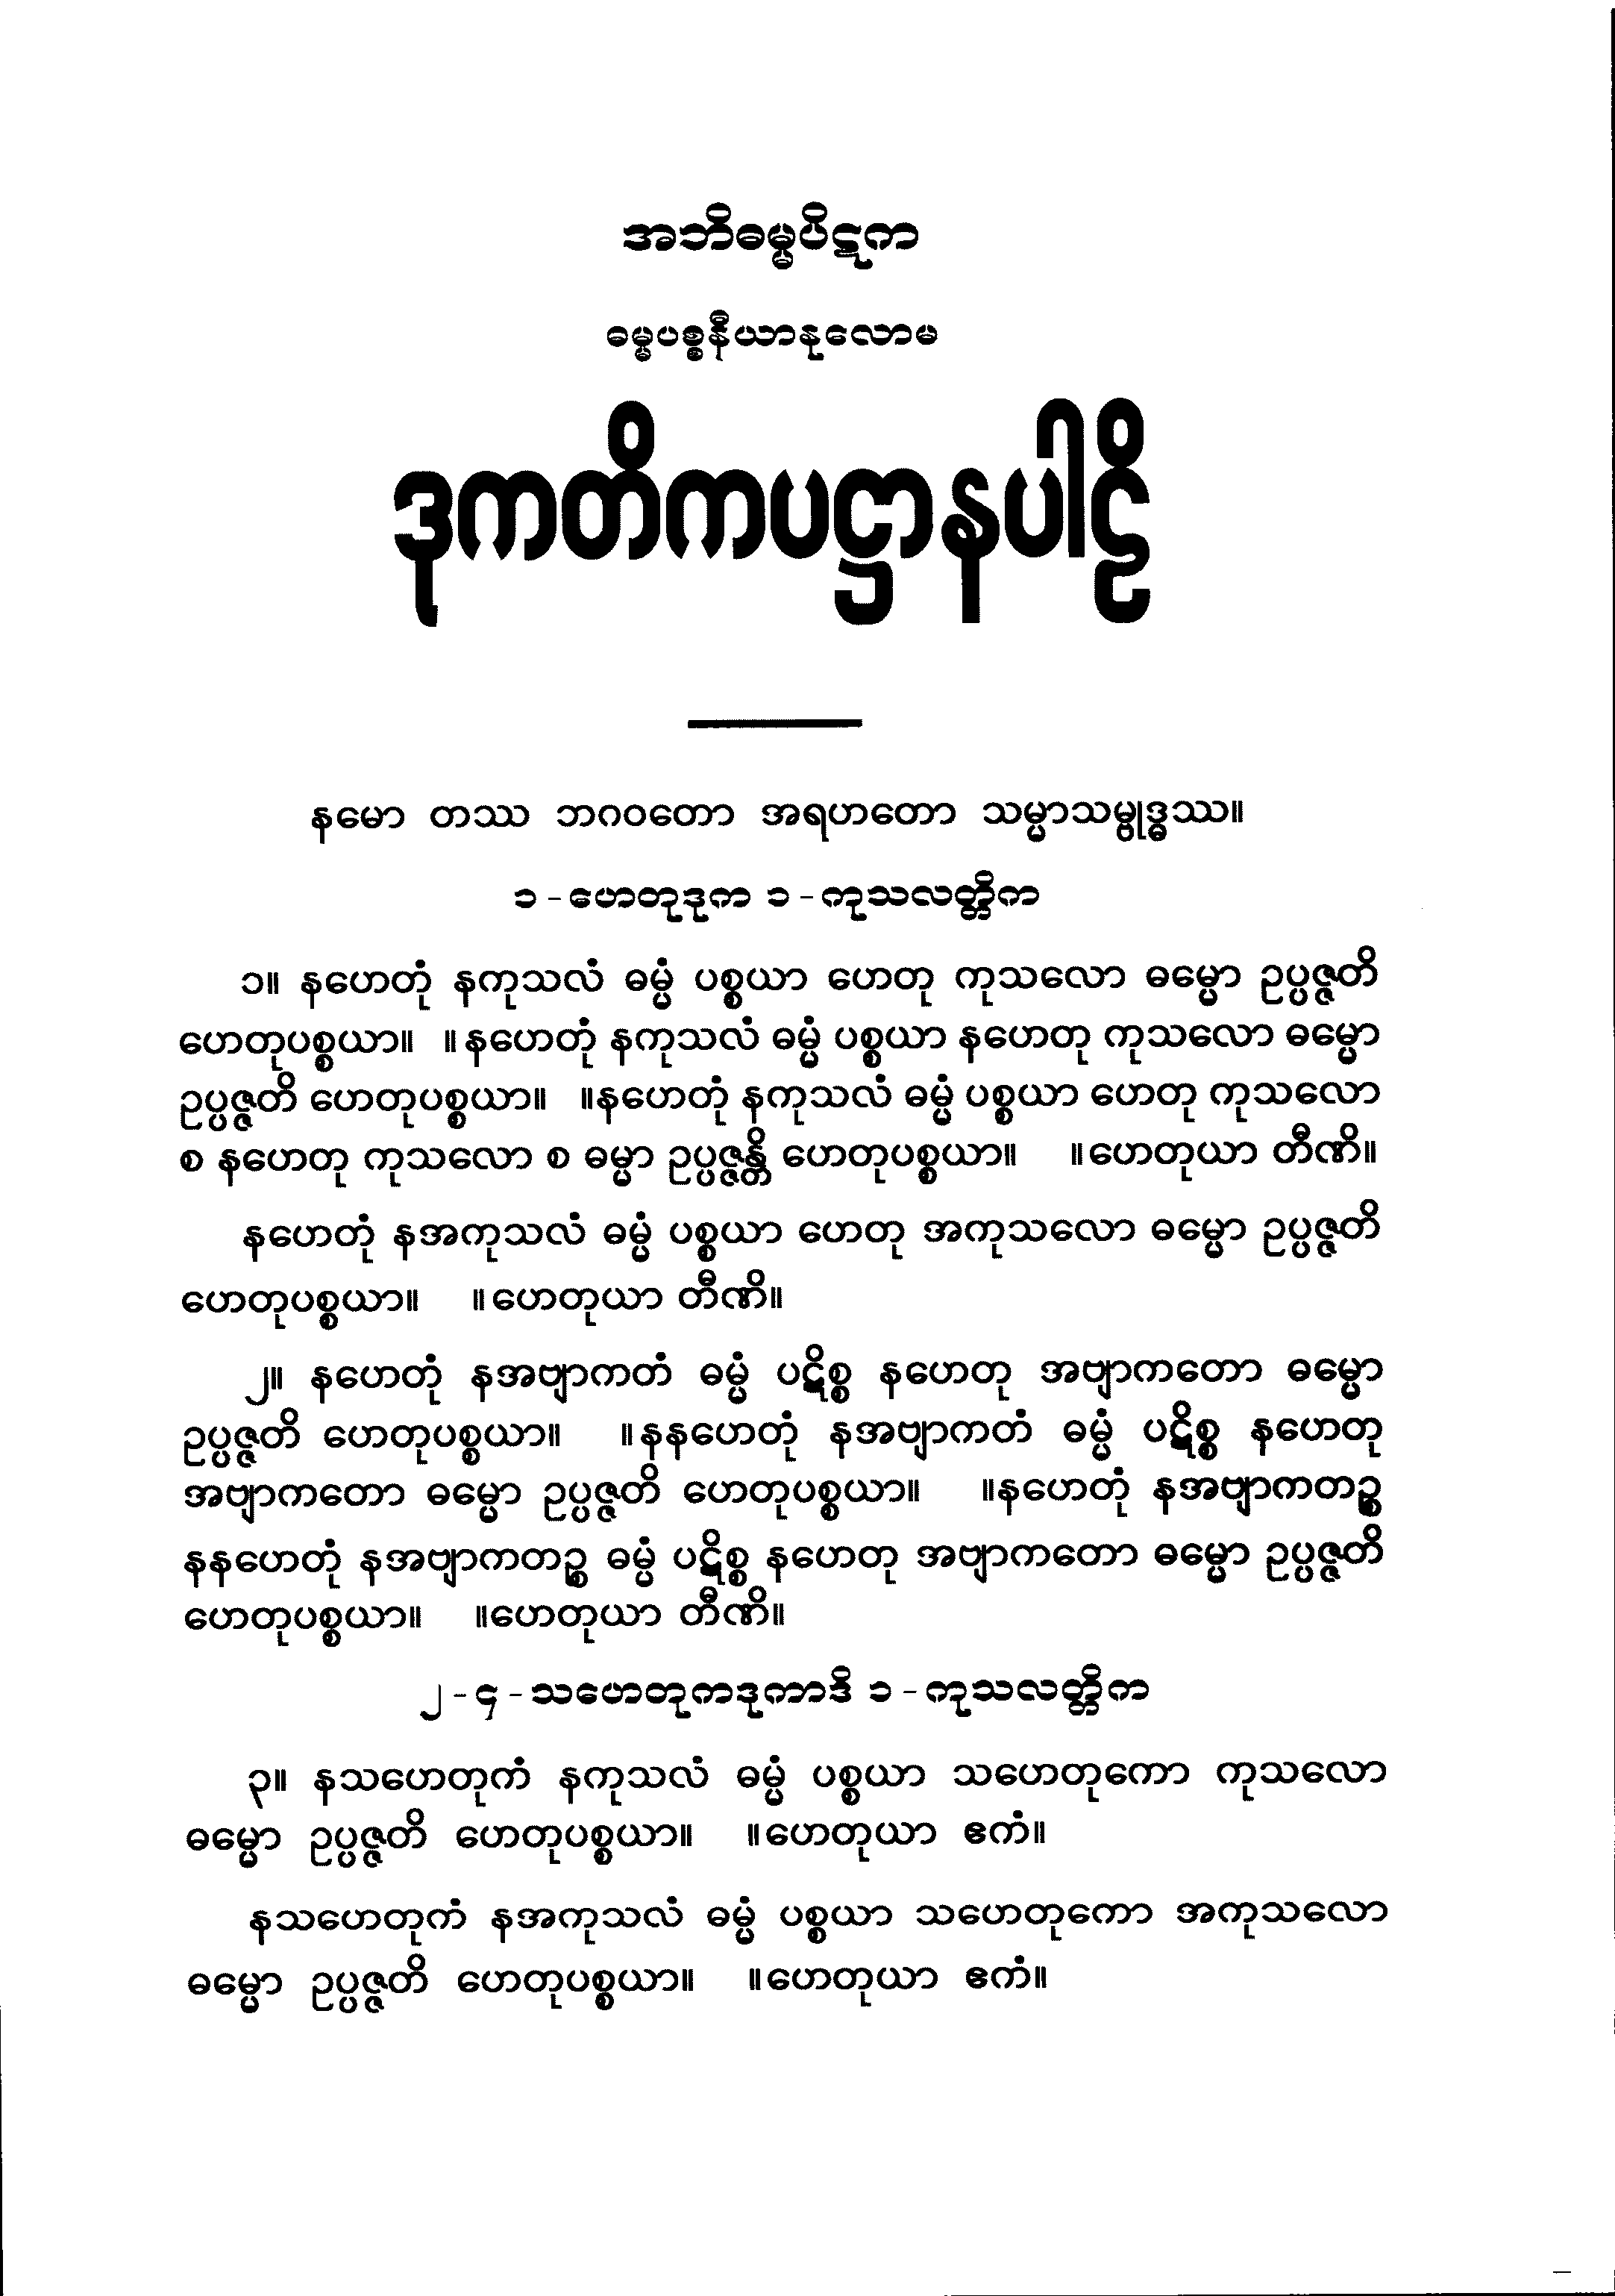 အဘိဓမ္မပိဋက
ဓမ္မပစ္စနီယာနုလောမ
ဒုကတိကပဋ္ဌာနပါဠိ
နမော တဿ ဘဂဝတော အရဟတော သမ္မာသမ္ဗုဒ္ဓဿ။
၁-ဟေတုဒုက ၁-ကုသလတ္တိက
၁။ နဟေတုံ နကုသလံ ဓမ္မံ ပစ္စယာ ဟေတု ကုသလော ဓမ္မော ဥပ္ပဇ္ဇတိ
ဟေတုပစ္စယာ။ ။နဟေတုံ နကုသလံ ဓမ္မံ ပစ္စယာ နဟေတု ကုသလော ဓမ္မော
ဥပ္ပဇ္ဇတိ ဟေတုပစ္စယာ။ ။နဟေတုံ နကုသလံ ဓမ္မံ ပစ္စယာ ဟေတု ကုသလော
စ နဟေတု ကုသလော စ ဓမ္မာ ဥပ္ပဇ္ဇန္တိ ဟေတုပစ္စယာ။ ။ဟေတုယာ တီဏိ။
နဟေတုံ နအကုသလံ ဓမ္မံ ပစ္စယာ ဟေတု အကုသလော ဓမ္မော ဥပ္ပဇ္ဇတိ
ဟေတုပစ္စယာ။ ။ဟေတုယာ တီဏိ။
၂။ နဟေတုံ နအဗျာကတံ ဓမ္မံ ပဋိစ္စ နဟေတု အဗျာကတော ဓမ္မော
ဥပ္ပဇ္ဇတိ ဟေတုပစ္စယာ။ ။နနဟေတုံ နအဗျာကတံ ဓမ္မံ ပဋိစ္စ နဟေတု
အဗျာကတော ဓမ္မော ဥပ္ပဇ္ဇတိ ဟေတုပစ္စယာ။ ။နဟေတုံ နအဗျာကတဉ္စ
နနဟေတုံ နအဗျာကတဉ္စ ဓမ္မံ ပဋိစ္စ နဟေတု အဗျာကတော ဓမ္မော ဥပ္ပဇ္ဇတိ
ဟေတုပစ္စယာ။ ။ဟေတုယာ တီဏိ။
၂-၄-သဟေတုကဒုကာဒိ ၁-ကုသလတ္တိက
၃။ နသဟေတုကံ နကုသလံ ဓမ္မံ ပစ္စယာ သဟေတုကော ကုသလော
ဓမ္မော ဥပ္ပဇ္ဇတိ ဟေတုပစ္စယာ။ ။ဟေတုယာ ဧကံ။
နသဟေတုကံ နအကုသလံ ဓမ္မံ ပစ္စယာ သဟေတုကော အကုသလော
ဓမ္မော ဥပ္ပဇ္ဇတိ ဟေတုပစ္စယာ။ ။ဟေတုယာ ဧကံ။